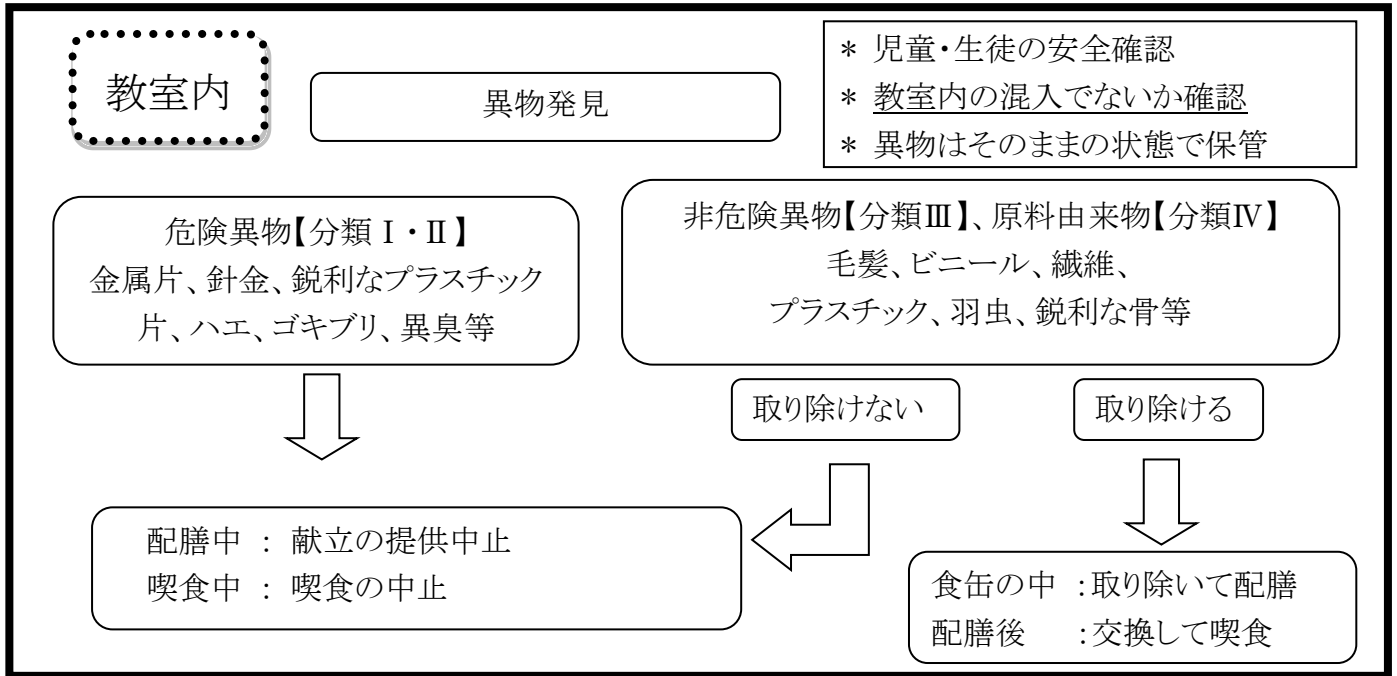 教室内
異物発見
* 児童・生徒の安全確認
* 教室内の混入でないか確認
* 異物はそのままの状態で保管
危険異物【分類Ⅰ・Ⅱ】
金属片、針金、鋭利なプラスチック
片、ハエ、ゴキブリ、異臭等
非危険異物【分類Ⅲ】、原料由来物【分類Ⅳ】
毛髪、ビニール、繊維、
プラスチック、羽虫、鋭利な骨等
取り除けない
取り除ける
配膳中 : 献立の提供中止
喫食中 : 喫食の中止
食缶の中 :取り除いて配膳
配膳後 :交換して喫食